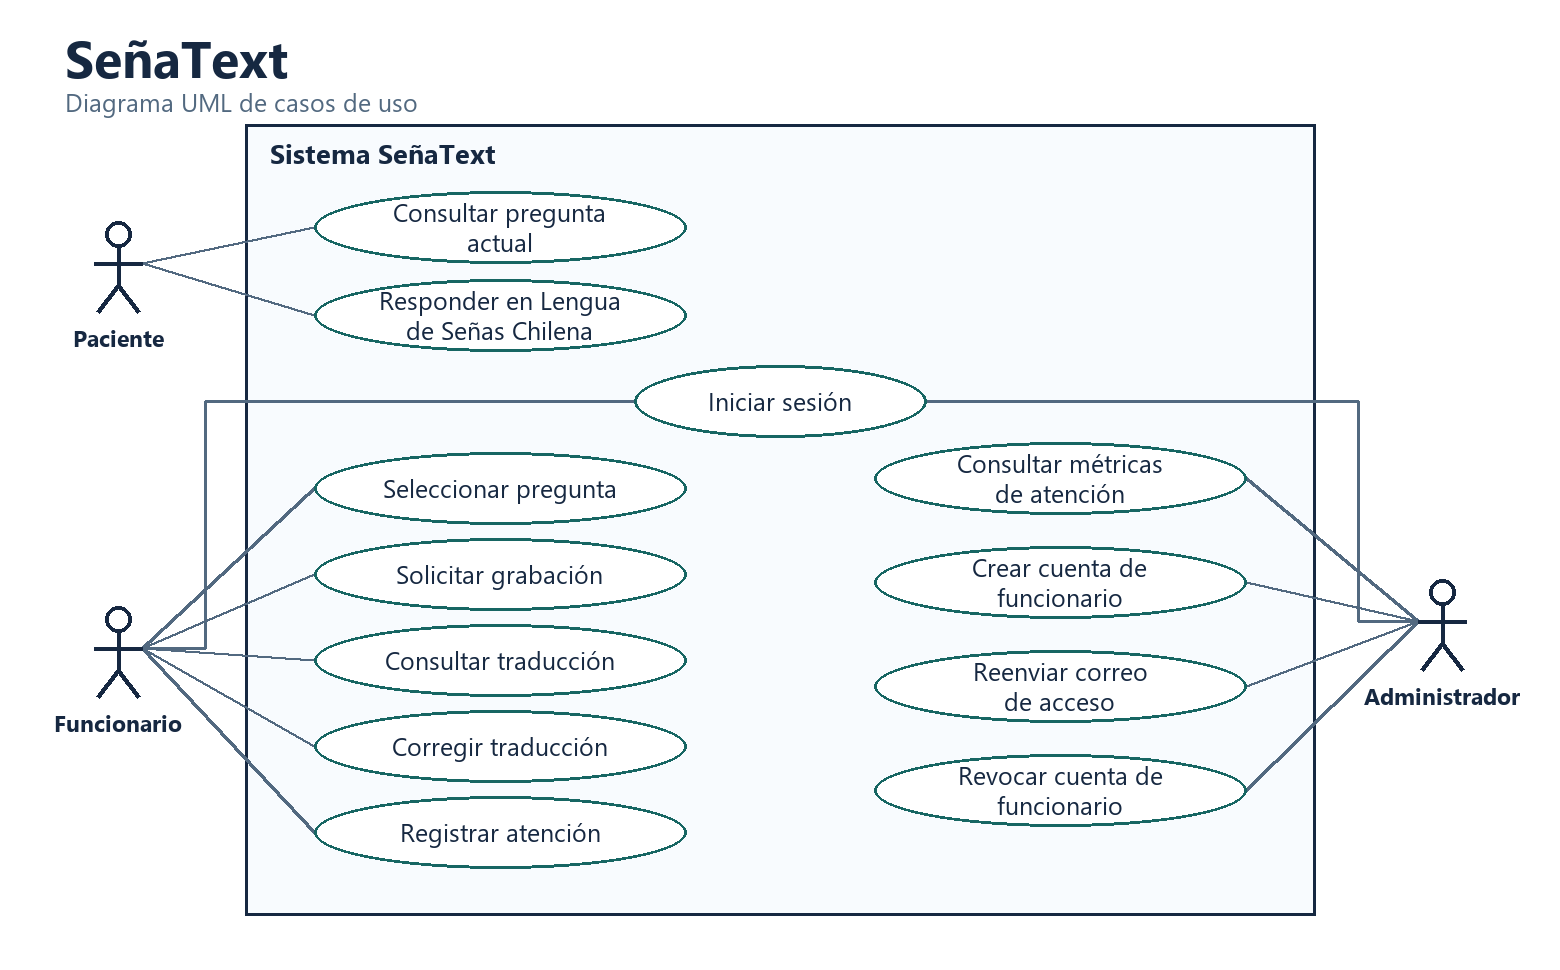 SeñaText
Diagrama UML de casos de uso
Sistema SeñaText
Consultar pregunta
actual
Responder en Lengua
de Señas Chilena
Paciente
Iniciar sesión
Seleccionar pregunta
Solicitar grabación
Consultar traducción
Corregir traducción
Registrar atención
Funcionario
Consultar métricas
de atención
Crear cuenta de
funcionario
Reenviar correo
de acceso
Revocar cuenta de
funcionario
Administrador